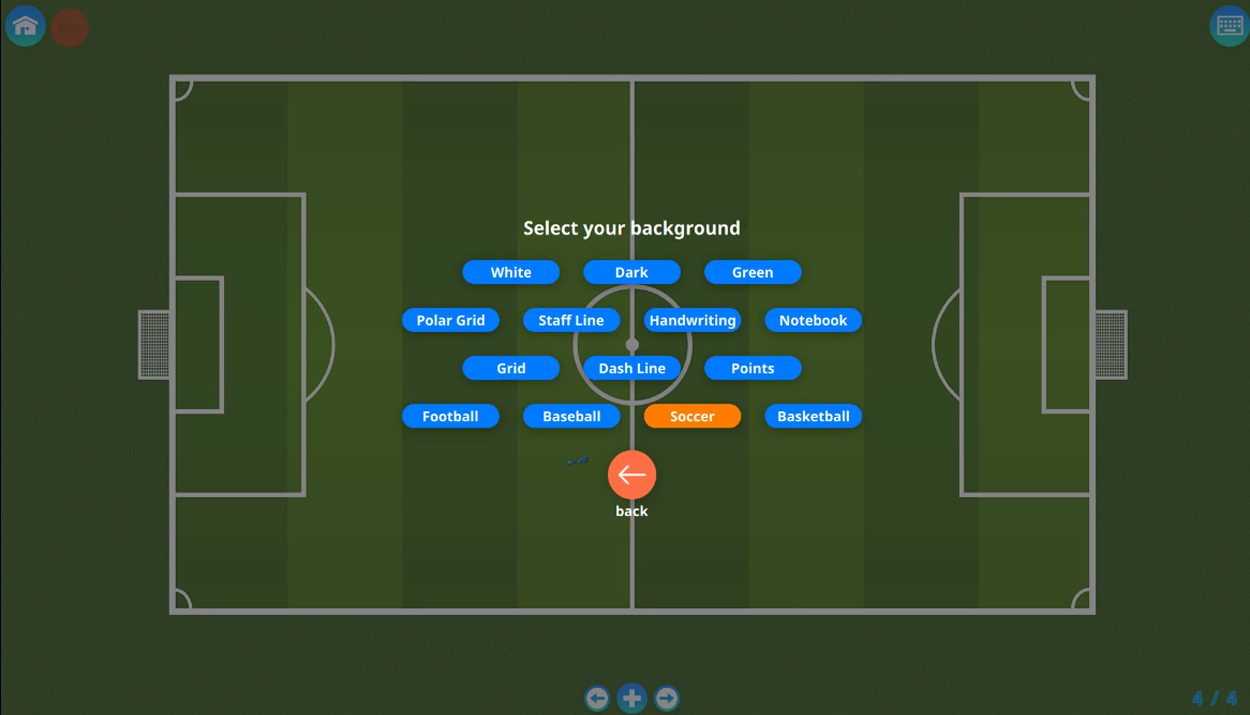 STOP
Select your background
White Dark Green
Polar Grid Staff Line Handwriting Notebook
Grid Dash Line Points
Football Baseball Soccer Basketball
back
4 / 4